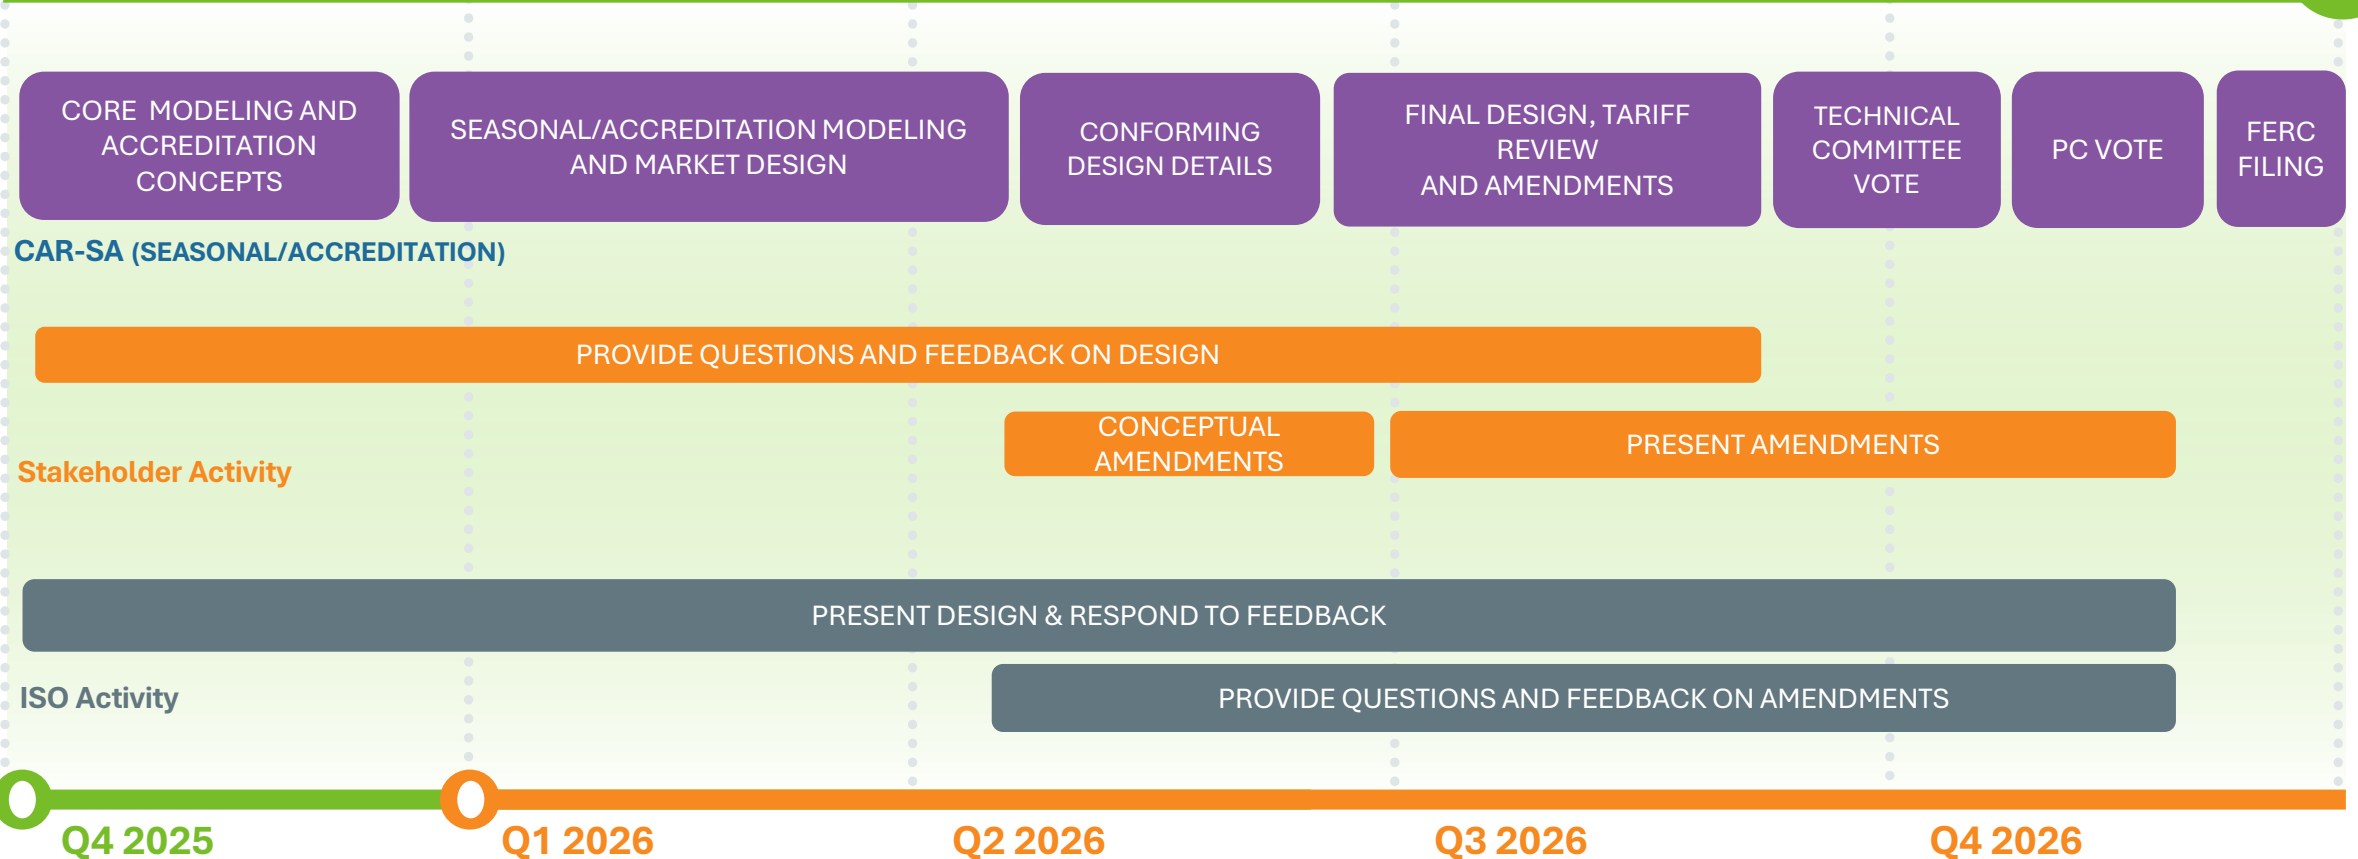 CORE MODELING AND
ACCREDITATION
CONCEPTS
SEASONAL/ACCREDITATION MODELING
AND MARKET DESIGN
CONFORMING
DESIGN DETAILS
FINAL DESIGN, TARIFF
REVIEW
AND AMENDMENTS
TECHNICAL
COMMITTEE
VOTE
PC VOTE
FERC
FILING
CAR-SA (SEASONAL/ACCREDITATION)
PROVIDE QUESTIONS AND FEEDBACK ON DESIGN
CONCEPTUAL
AMENDMENTS
PRESENT AMENDMENTS
Stakeholder Activity
PRESENT DESIGN & RESPOND TO FEEDBACK
ISO Activity
PROVIDE QUESTIONS AND FEEDBACK ON AMENDMENTS
Q4 2025
Q1 2026
Q2 2026
Q3 2026
Q4 2026